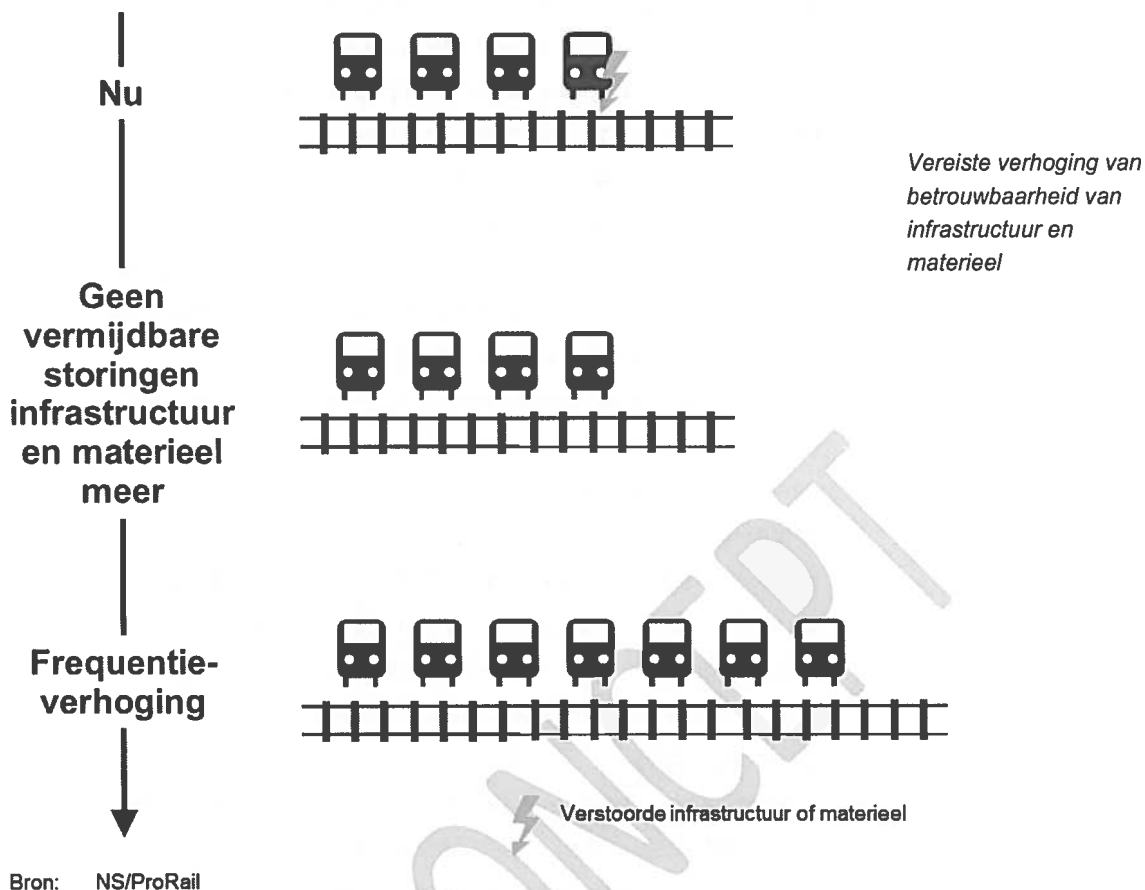 Nu
Vereiste verhoging van
betrouwbaarheid van
infrastructuur en
materieel
Geen
vermijdbare
storingen
infrastructuur
en materieel
meer
Frequentie-
verhoging
Verstoorde infrastructuur of materieel
Bron: NS/ProRail
ONCEPT